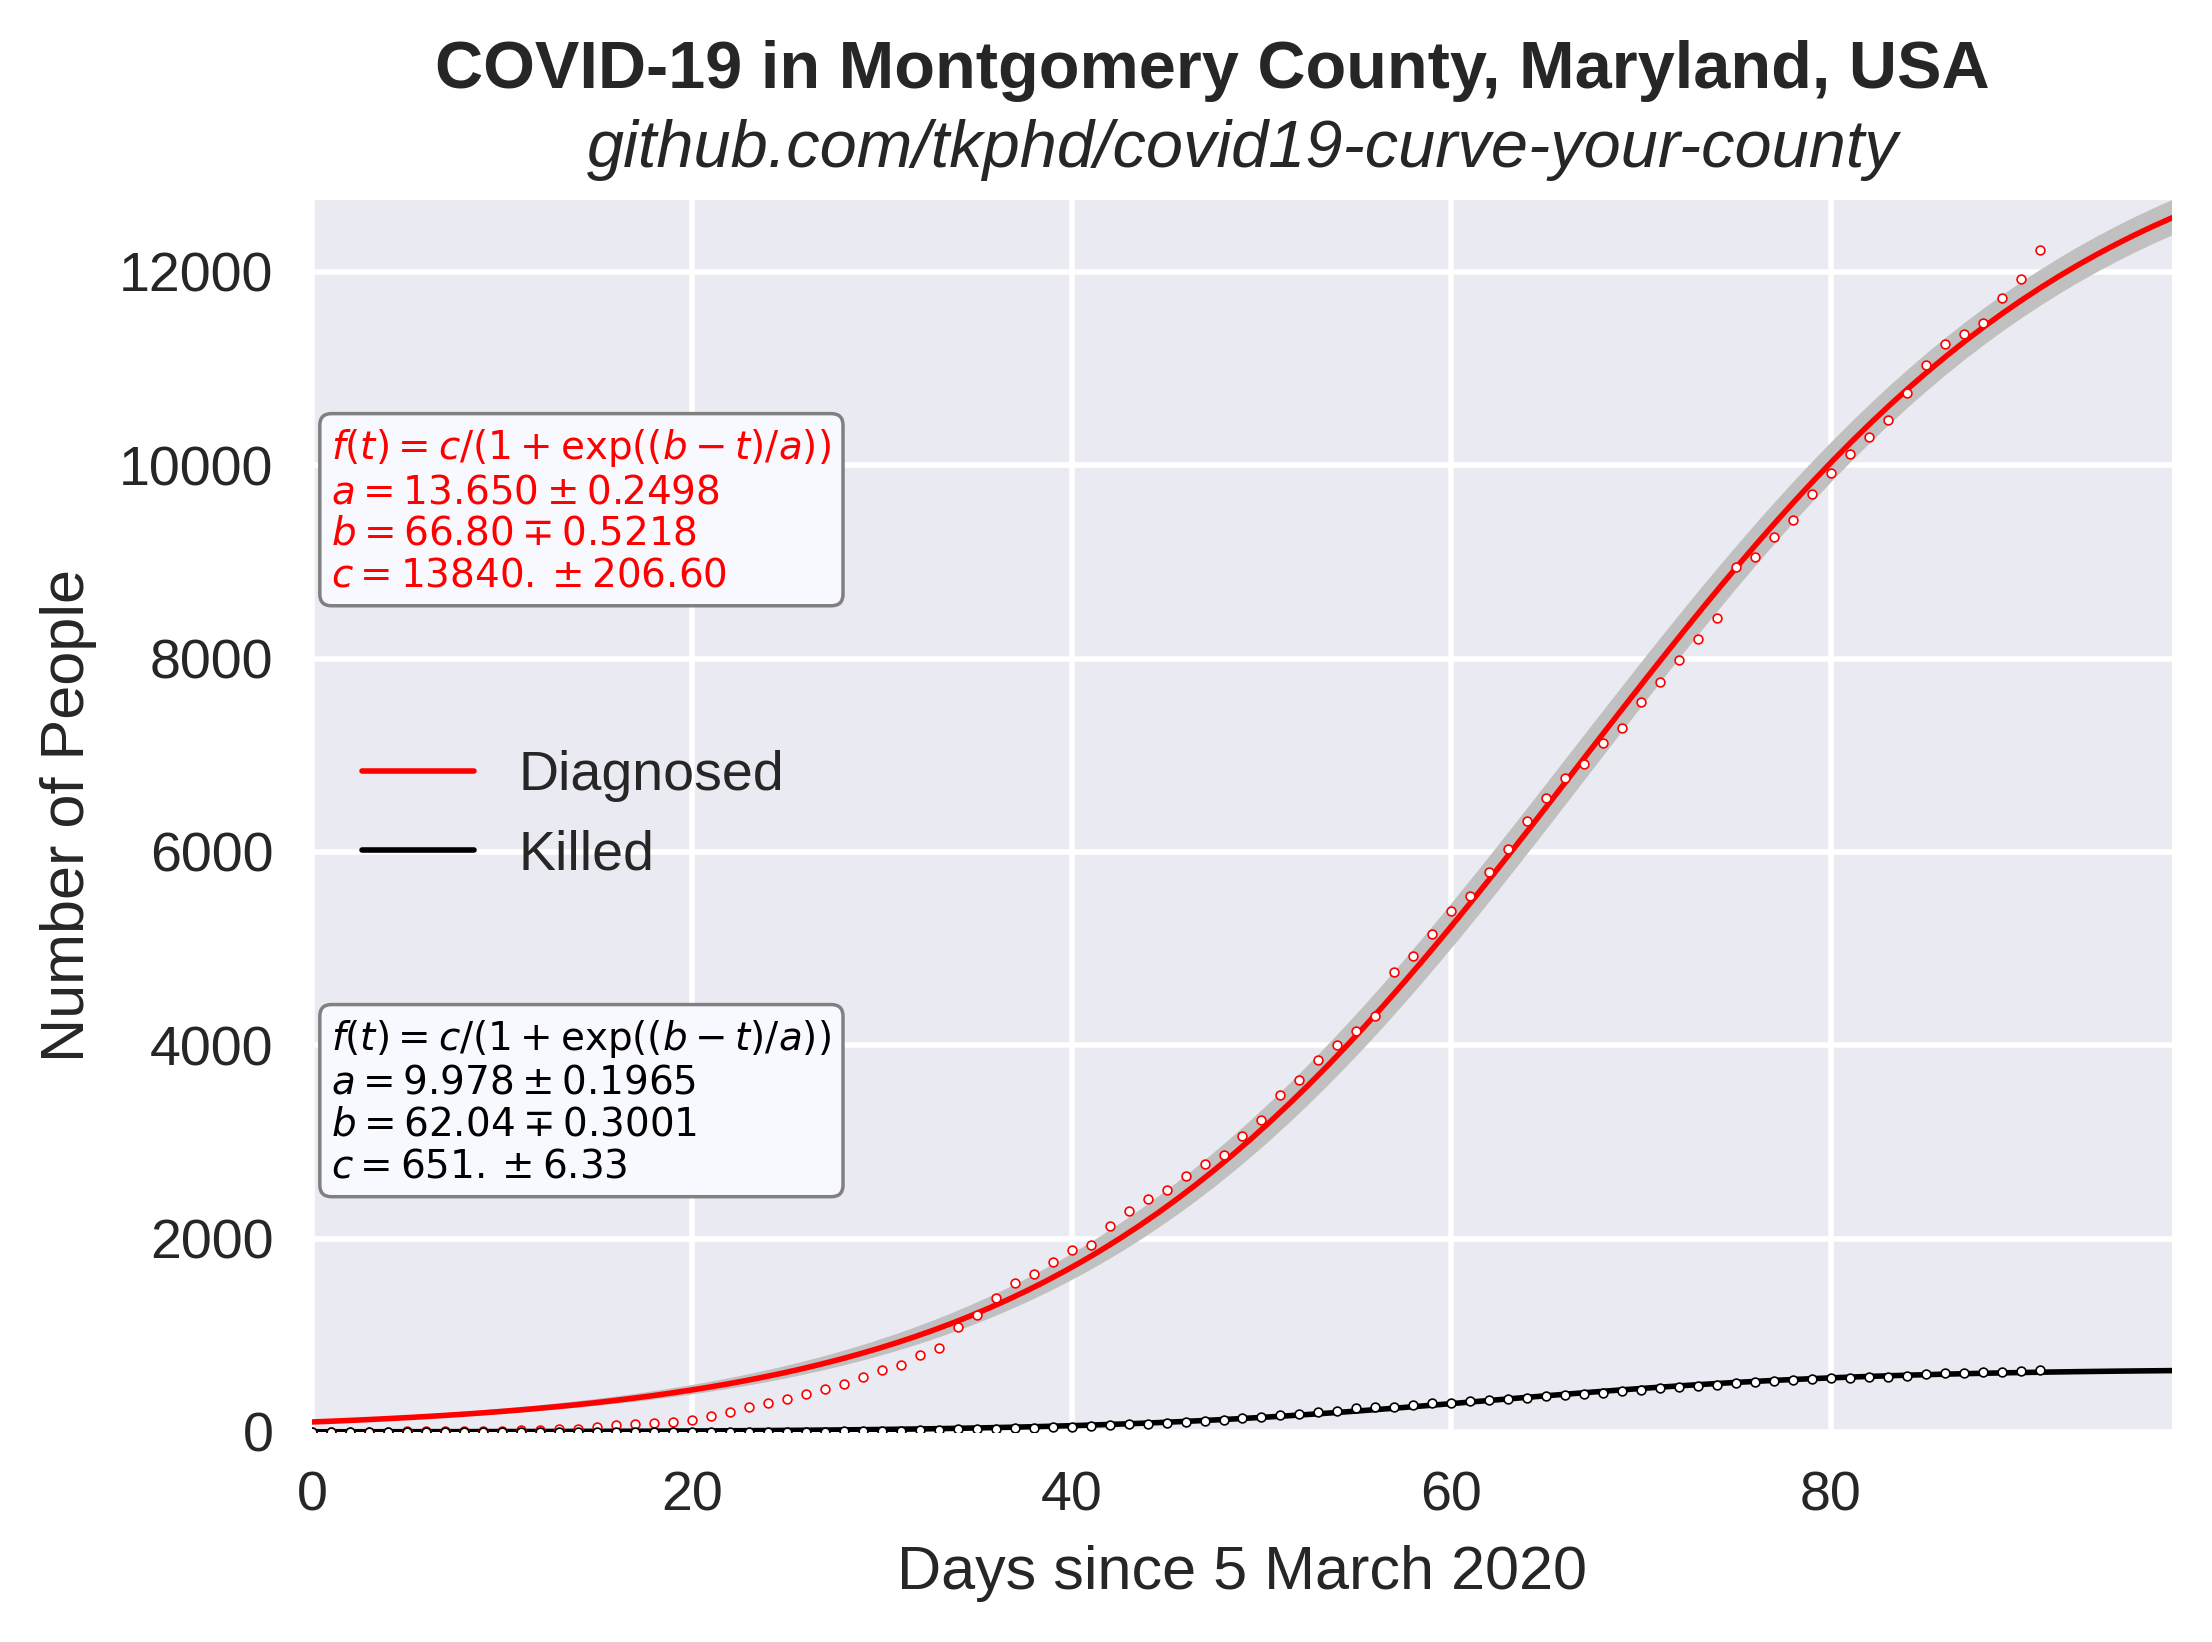 COVID-19 in Montgomery County, Maryland, USA
github.com/tkphd/covid19-curve-your-county
Number of People
12000
10000
8000
6000
4000
2000
0
f(t) = c/(1 + exp((b − t)/a))
a = 13.650 ± 0.2498
b = 66.80 ∓ 0.5218
c = 13840. ± 206.60
Diagnosed
Killed
f(t) = c/(1 + exp((b − t)/a))
a = 9.978 ± 0.1965
b = 62.04 ∓ 0.3001
c = 651. ± 6.33
0 20 40 60 80
Days since 5 March 2020